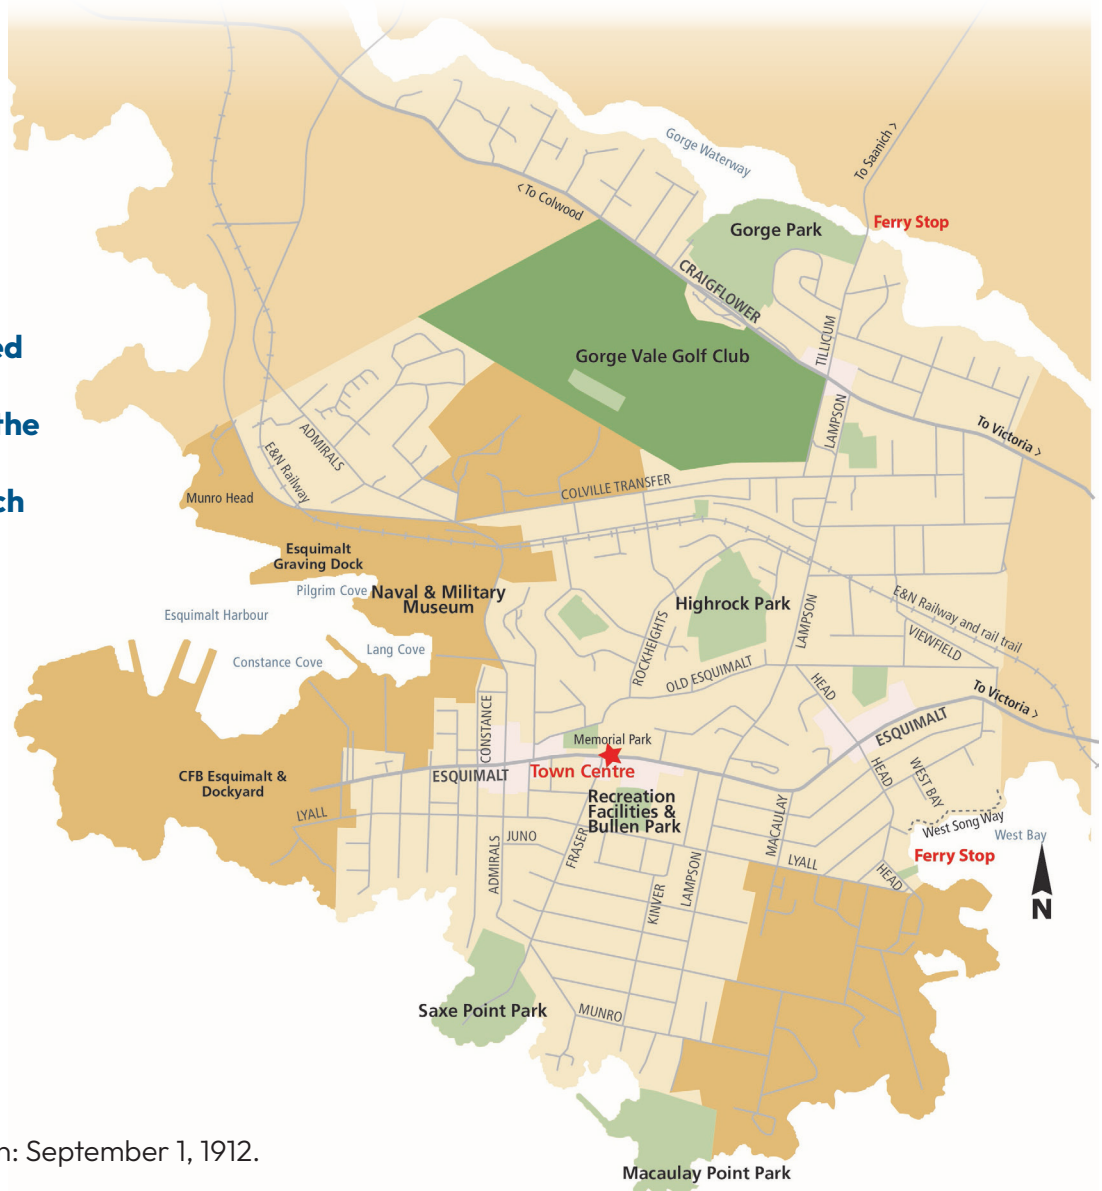 Gorge Waterway
To Saanich >
< To Colwood
Gorge Park
Ferry Stop
CRAIGFLOWER
TILLICUM
ed
Gorge Vale Golf Club
the
LAMPSON
To Victoria >
ADMIRALS
E&N Railway
COLVILLE TRANSFER
ch
Munro Head
Esquimalt
Graving Dock
Pilgrim Cove
Naval & Military
Museum
Highrock Park
E&N Railway and rail trail
Esquimalt Harbour
LAMPSON
VIEWFIELD
ROCKHEIGHTS
Lang Cove
Constance Cove
OLD ESQUIMALT
HEAD
To Victoria >
CONSTANCE
Memorial Park
ESQUIMALT
CFB Esquimalt &
Dockyard
ESQUIMALT
Town Centre
HEAD
WEST BAY
Recreation
Facilities &
Bullen Park
LYALL
MACAULAY
West Song Way
West Bay
JUNO
FRASER
ADMIRALS
LYALL
Ferry Stop
HEAD
KINVER
LAMPSON
N
Saxe Point Park
MUNRO
n: September 1, 1912.
Macaulay Point Park